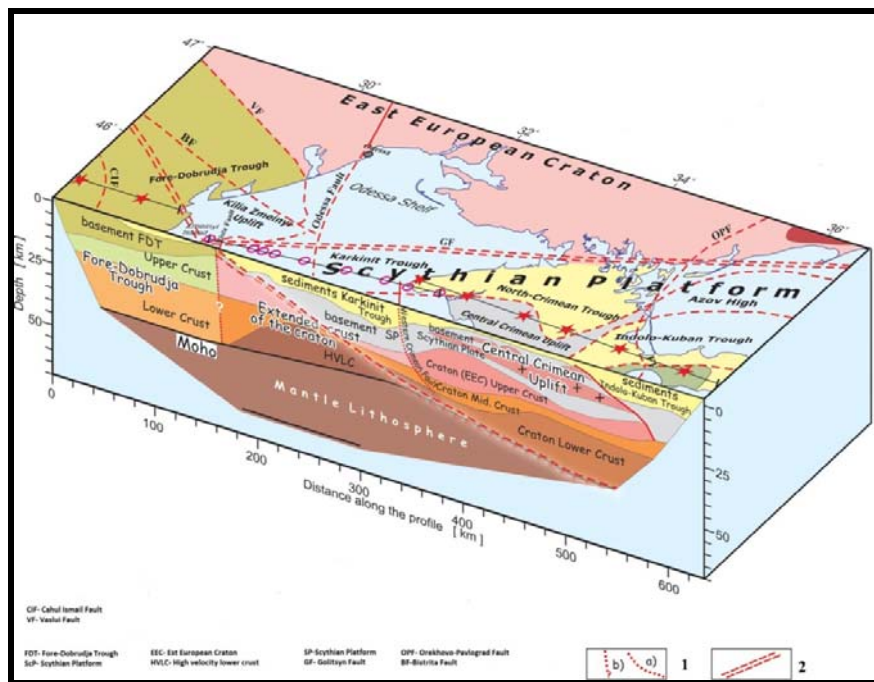 47°
46°
30°
32°
34°
36°
East European Craton
VF
BF
CIF
Fore-Dobrudja Trough
Kilia Zmeinyi
Uplift
Odessa Fault
Odessa Shelf
GF
OPF
Karkinit Trough
Scythian Platform
North-Crimean Trough
Azov High
Central Crimean Uplift
Indolo-Kuban Trough
Depth [km]
0
25
50
75
basement FDT
Upper Crust
Fore-Dobrudja
Trough
Lower Crust
Moho
?
sediments Karkinit
Trough
Extended crust
of the craton
basement SP
HVLC
Mantle Lithosphere
basement
Scythian Plate
Central Crimean
Uplift
+ + + +
Craton (EEC) Upper Crust
Craton Mid. Crust
Craton Lower Crust
sediments
Indolo-Kuban Trough
0
25
50
0
100
200
300
400
500
600
Distance along the profile [km]
CIF- Cahul Ismail Fault
VF- Vaslui Fault
FDT- Fore-Dobrudja Trough EEC- Est European Craton SP-Scythian Platform OPF- Orekhovo-Pavlograd Fault
ScP- Scythian Platform HVLC- High velocity lower crust GF- Golitsyn Fault BF-Bistrita Fault
b) a) 1 2